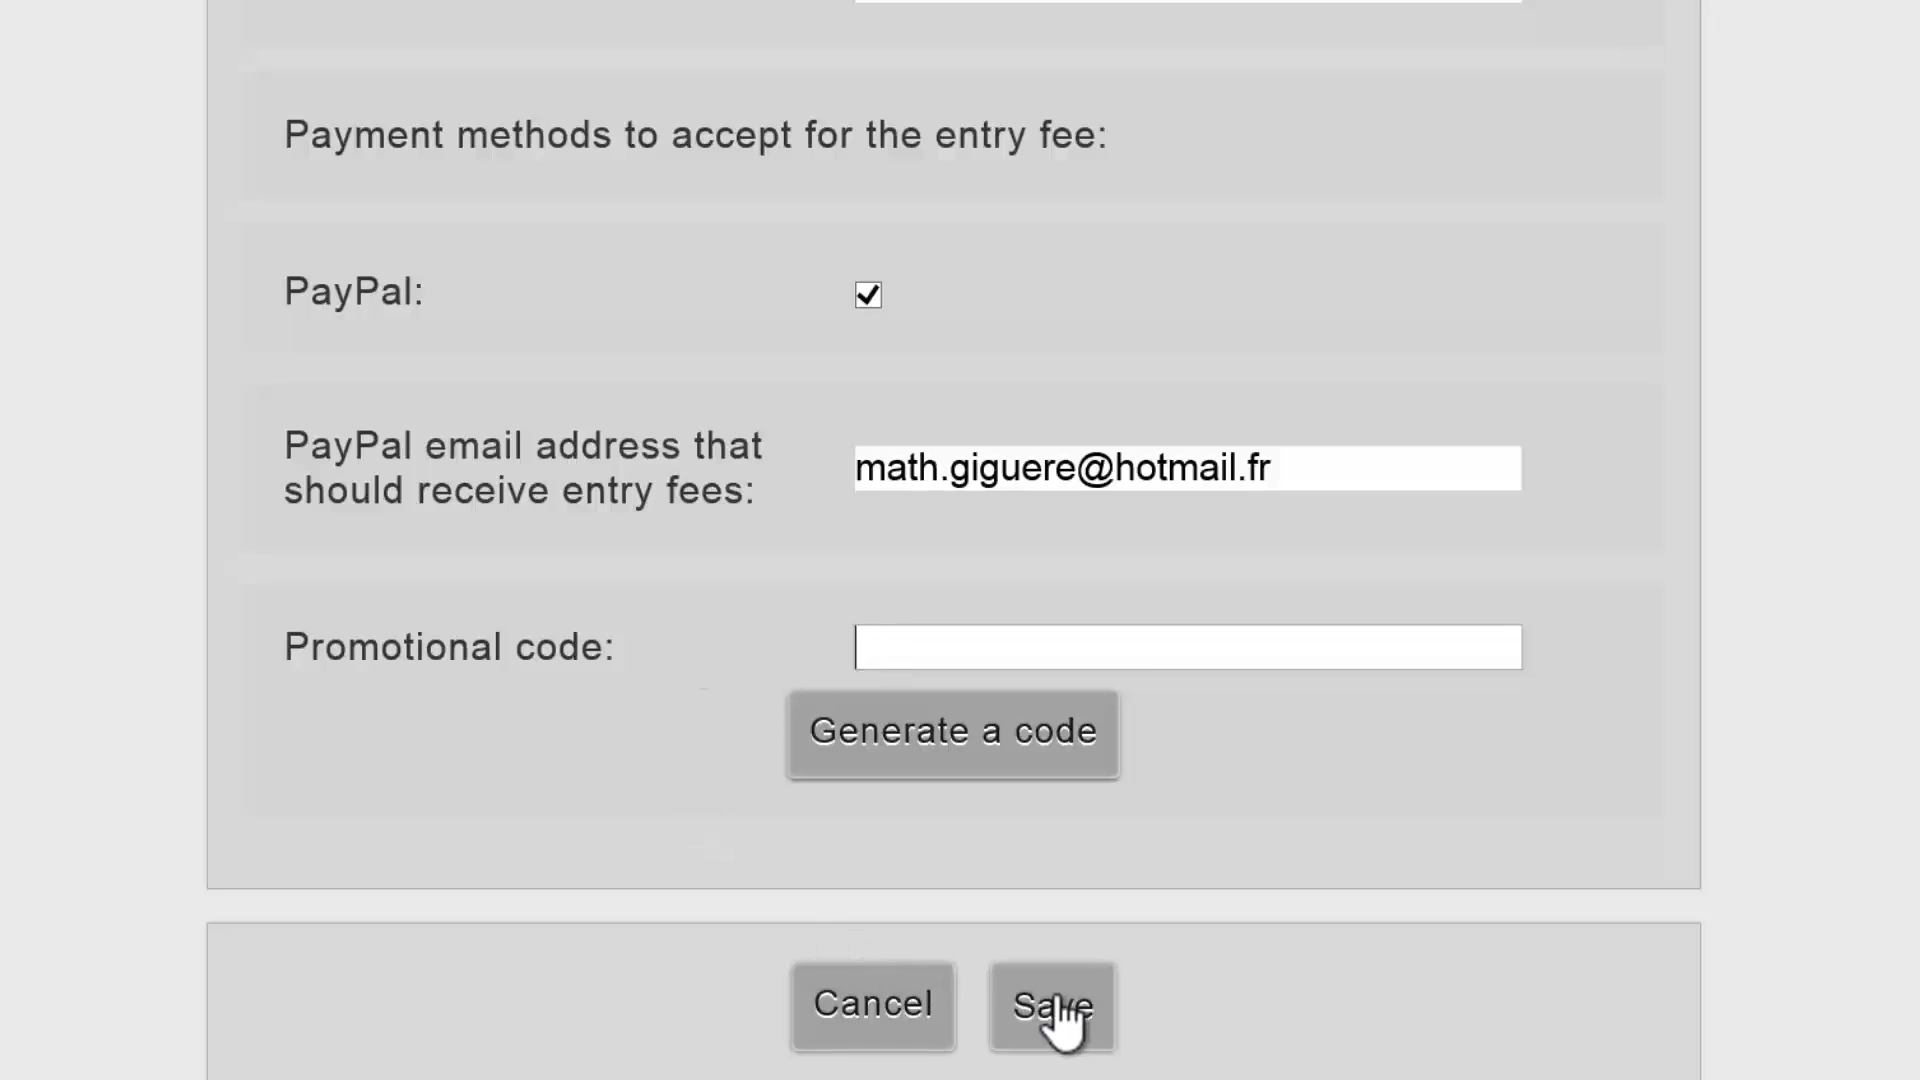 Payment methods to accept for the entry fee:
PayPal:
PayPal email address that
should receive entry fees:
math.giguere@hotmail.fr
Promotional code:
Generate a code
Cancel
Save